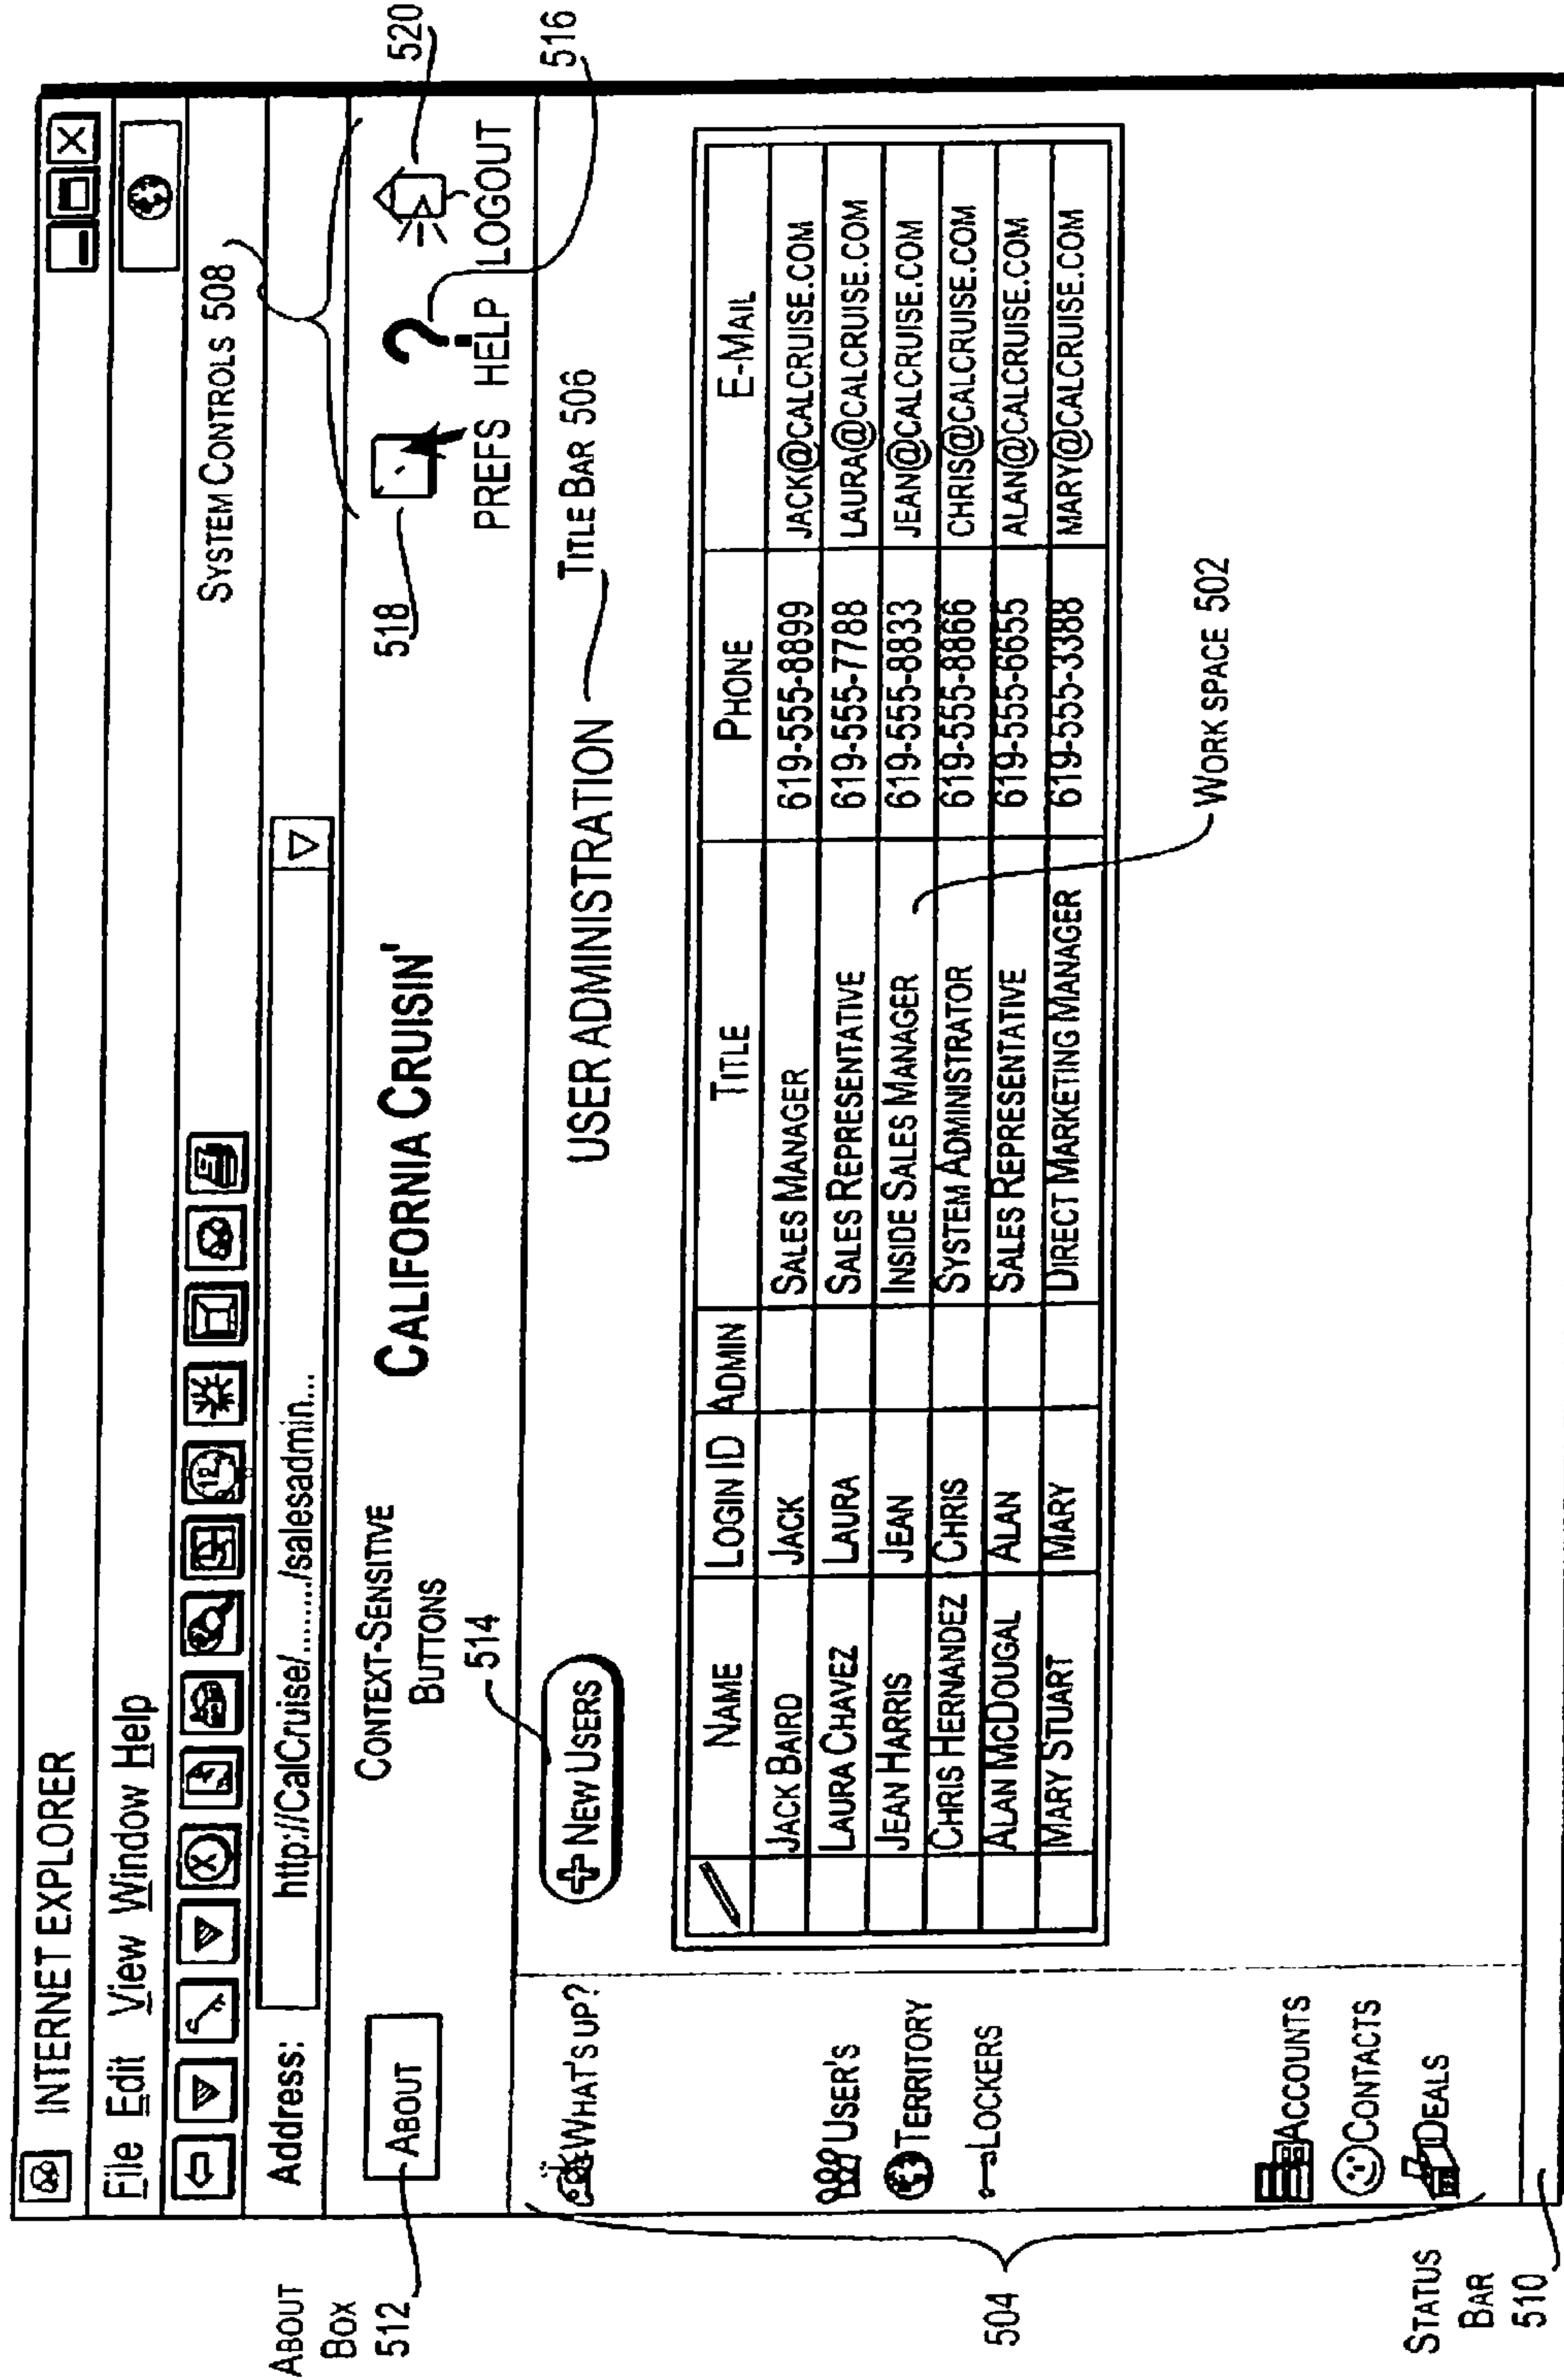 INTERNET EXPLORER
File Edit View Window Help
12
SYSTEM CONTROLS 508
Address: http://CalCruise/......../salesadmin...
ABOUT
BOX
512
ABOUT
CONTEXT-SENSITIVE
BUTTONS
514
CALIFORNIA CRUISIN'
518
520
516
PREFS HELP LOGOUT
WHAT'S UP?
NEW USERS
USER ADMINISTRATION
TITLE BAR 506
NAME LOGIN ID ADMIN TITLE PHONE E-MAIL
JACK BAIRD JACK SALES MANAGER 619-555-8899 JACK@CALCRUISE.COM
LAURA CHAVEZ LAURA SALES REPRESENTATIVE 619-555-7788 LAURA@CALCRUISE.COM
JEAN HARRIS JEAN INSIDE SALES MANAGER 619-555-8833 JEAN@CALCRUISE.COM
CHRIS HERNANDEZ CHRIS SYSTEM ADMINISTRATOR 619-555-8866 CHRIS@CALCRUISE.COM
ALAN MCDOUGAL ALAN SALES REPRESENTATIVE 619-555-6655 ALAN@CALCRUISE.COM
MARY STUART MARY DIRECT MARKETING MANAGER 619-555-3388 MARY@CALCRUISE.COM
USER'S
TERRITORY
LOCKERS
504
WORK SPACE 502
ACCOUNTS
CONTACTS
DEALS
STATUS
BAR
510